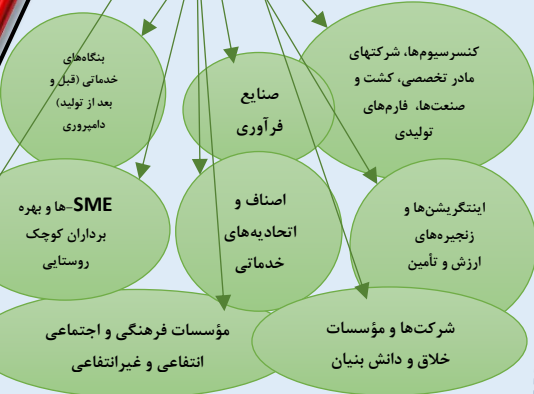 کنسرسیوم‌ها، شرکتهای
مادر تخصصی، کشت و
صنعت‌ها، فارم‌های
تولیدی
صنایع
فرآوری
بنگاه‌های
خدماتی (قبل و
بعد از تولید)
دامپروری
اینتگریشن‌ها و
زنجیره‌های
ارزش و تأمین
اصناف و
اتحادیه‌های
خدماتی
SME-ها و بهره
برداران کوچک
روستایی
شرکت‌ها و مؤسسات
خلاق و دانش بنیان
مؤسسات فرهنگی و اجتماعی
انتفاعی و غیرانتفاعی